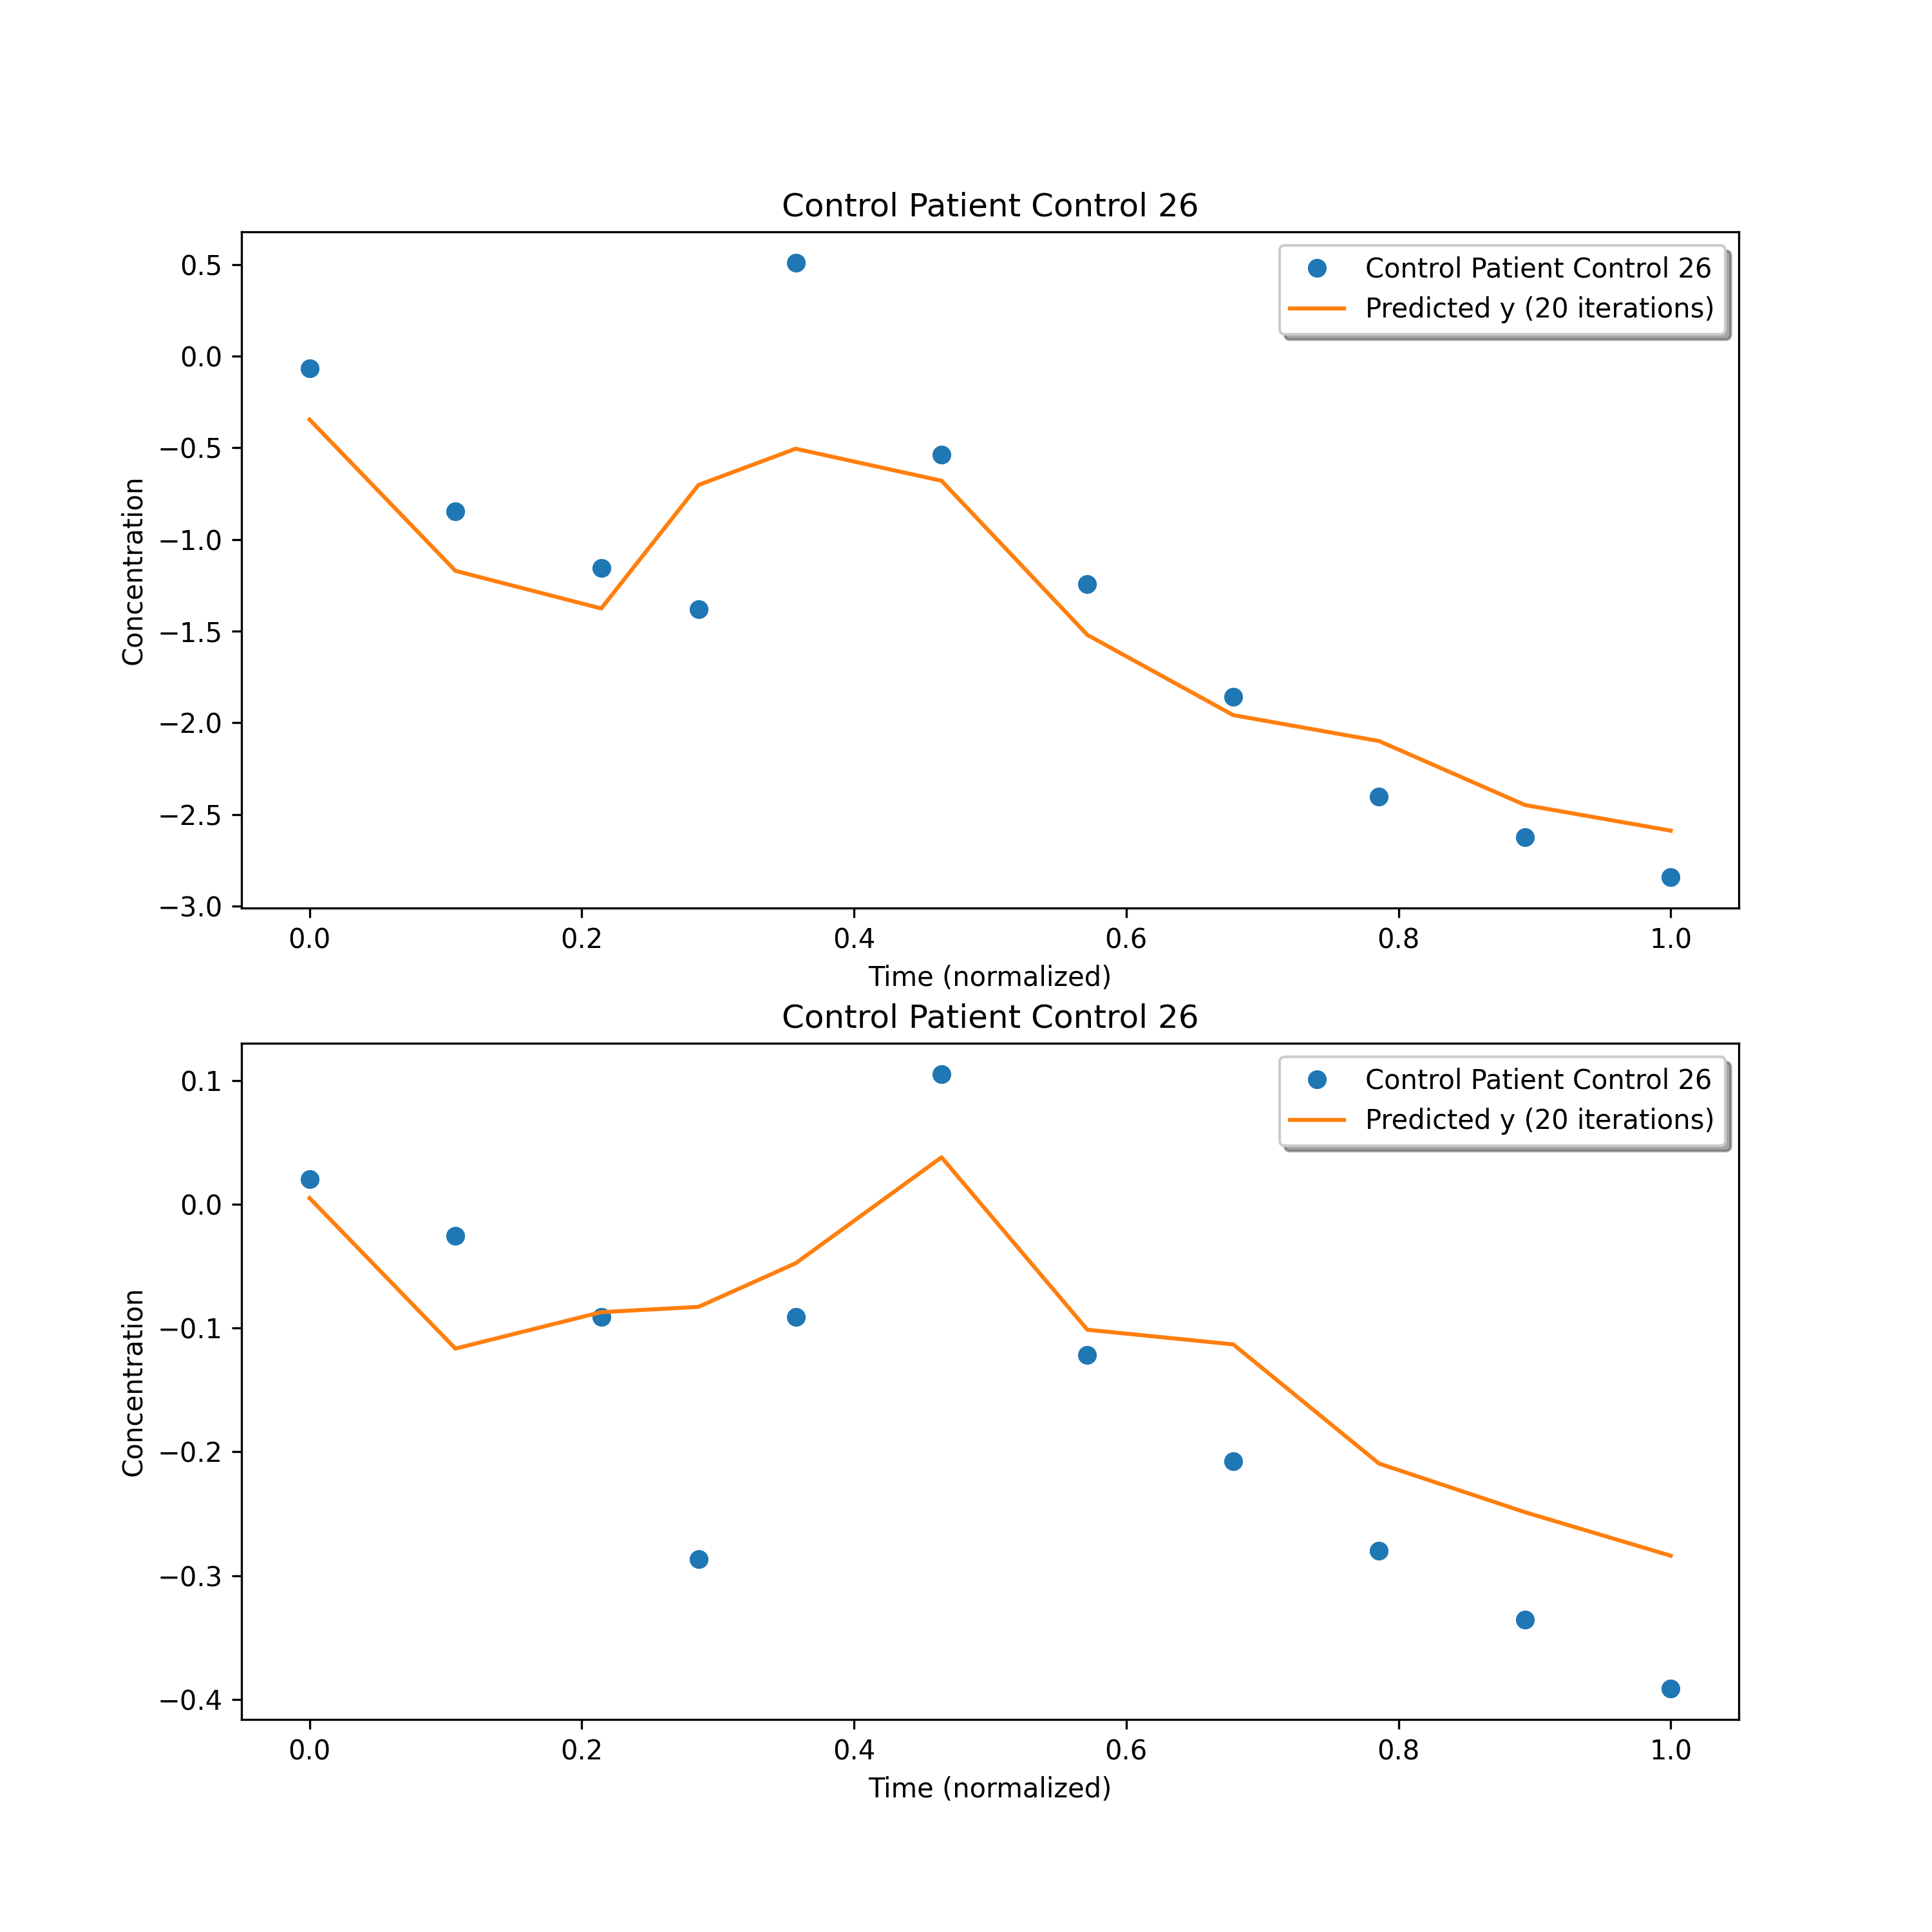 Control Patient Control 26
Control Patient Control 26
Predicted y (20 iterations)
0.5
0.0
−0.5
−1.0
−1.5
−2.0
−2.5
−3.0
Concentration
0.0 0.2 0.4 0.6 0.8 1.0
Time (normalized)
Control Patient Control 26
Control Patient Control 26
Predicted y (20 iterations)
0.1
0.0
−0.1
−0.2
−0.3
−0.4
Concentration
0.0 0.2 0.4 0.6 0.8 1.0
Time (normalized)